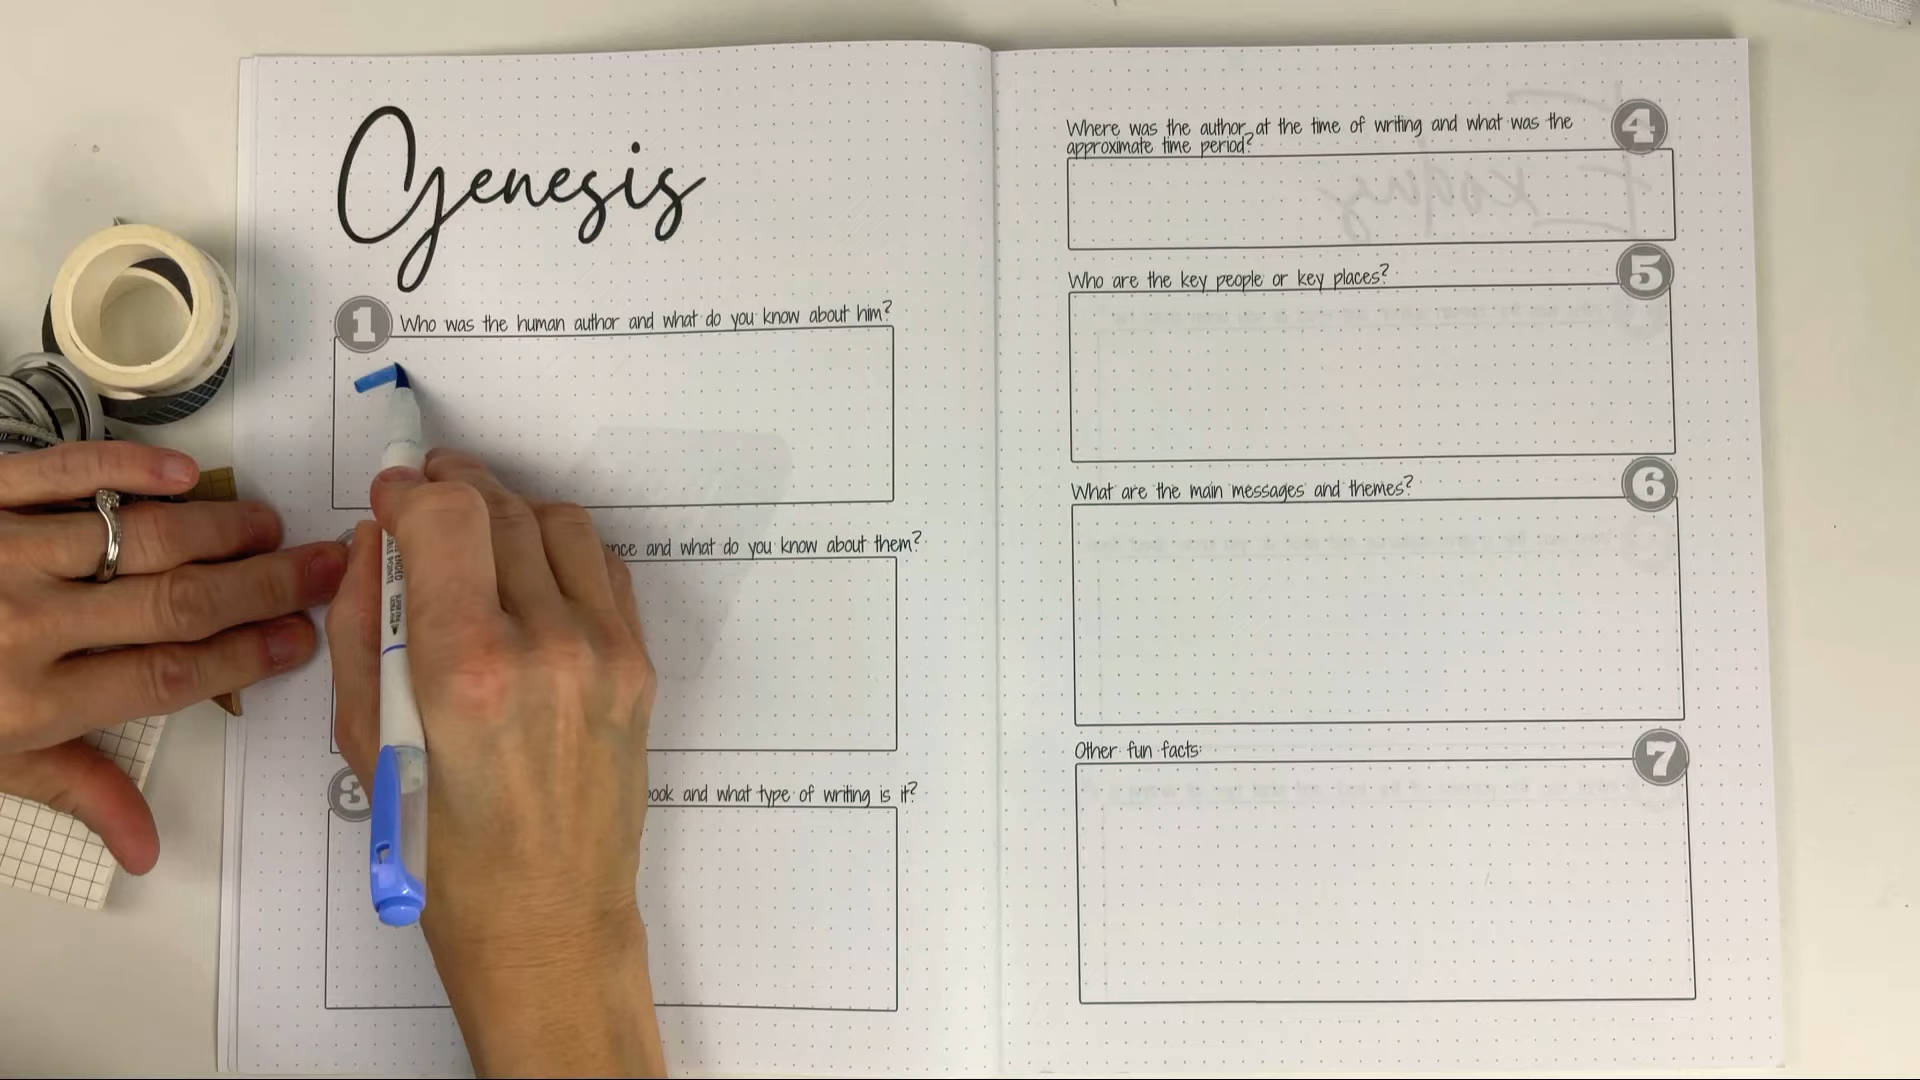 Genesis
1 Who was the human author and what do you know about him?
and what do you know about them?
3 and what type of writing is it?
Where was the author at the time of writing and what was the 4
approximate time period?
Who are the key people or key places? 5
What are the main messages and themes? 6
Other fun facts: 7
Exodus